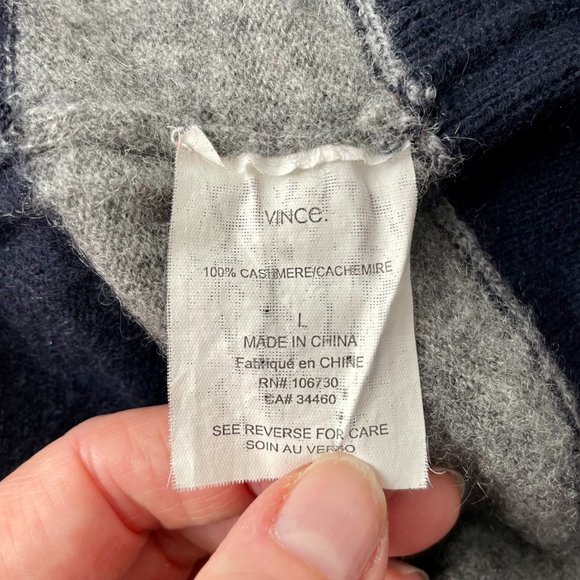 VINCE.
100% CASHMERE/CACHEMIRE
L
MADE IN CHINA
Fabriqué en CHINE
RN# 106730
CA# 34460
SEE REVERSE FOR CARE
SOIN AU VERSO